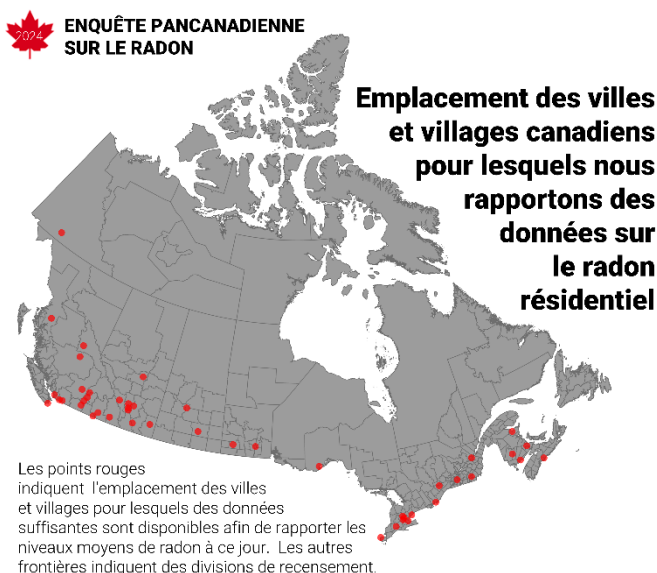 2024
ENQUÊTE PANCANADIENNE
SUR LE RADON
Emplacement des villes
et villages canadiens
pour lesquels nous
rapportons des
données sur
le radon
résidentiel
Les points rouges
indiquent l'emplacement des villes
et villages pour lesquels des données
suffisantes sont disponibles afin de rapporter les
niveaux moyens de radon à ce jour. Les autres
frontières indiquent des divisions de recensement.